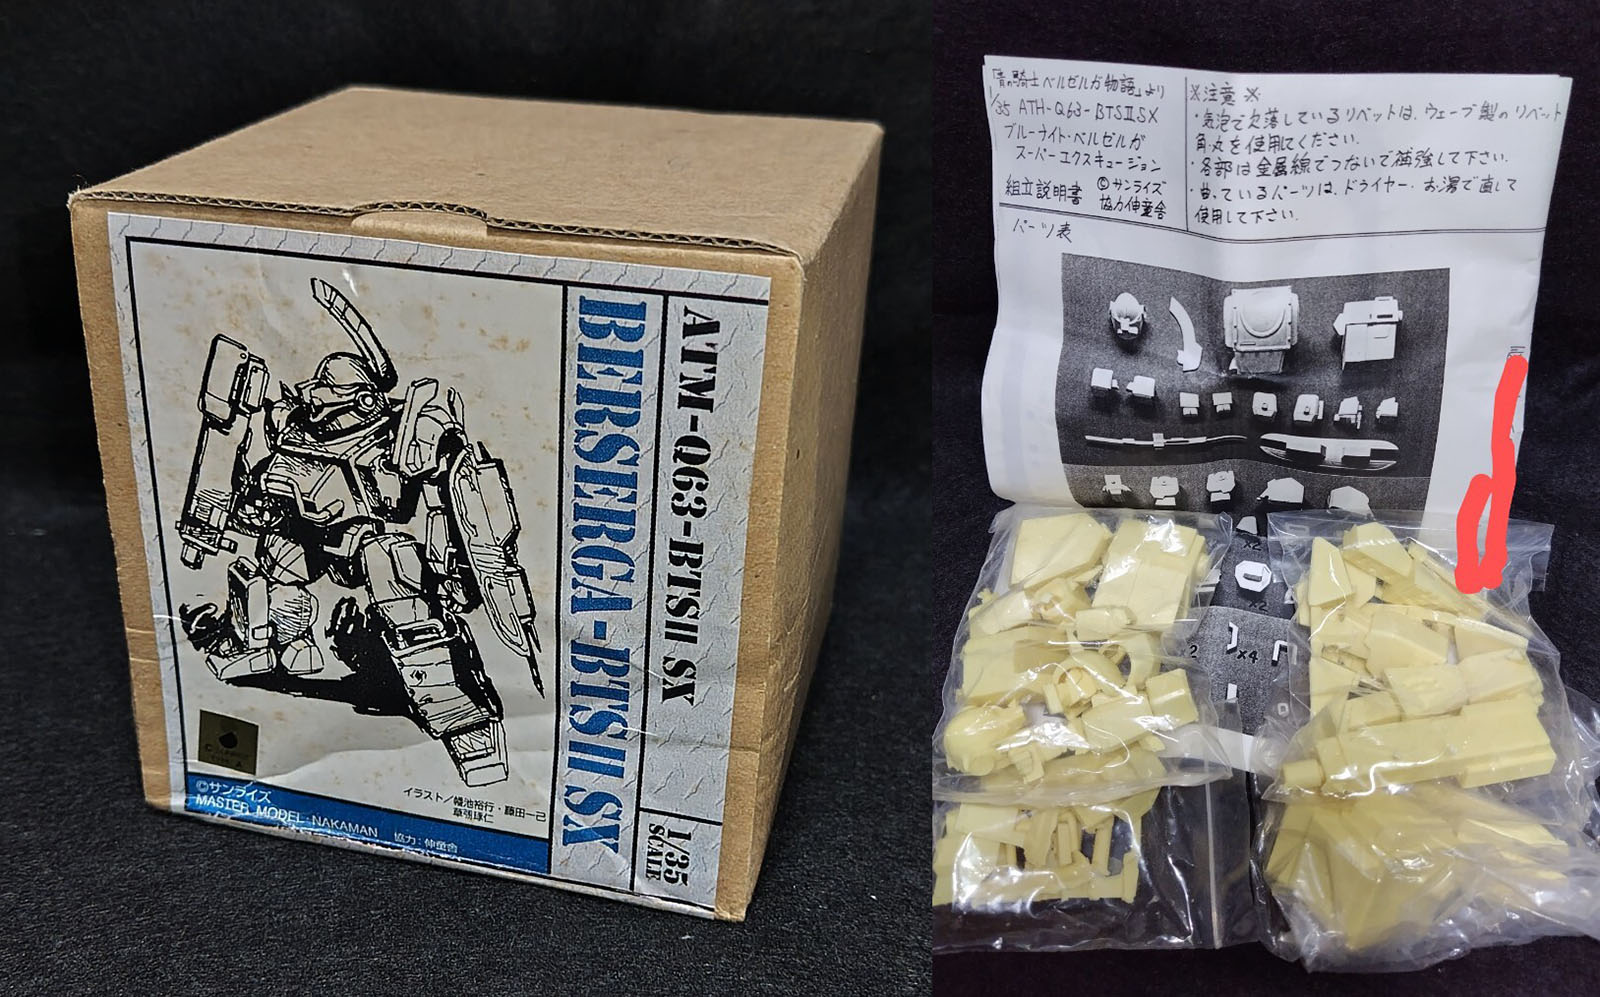 ATM-Q63-BTSII SX
BERSERGA-BTSII SX
1/35
SCALE
イラスト／幡池裕行・藤田一己
草彅琢仁
©サンライズ
MASTER MODEL・NAKAMAN 協力：伸童舎
「青の騎士ベルゼルガ物語」より
1/35 ATH-Q63-BTSⅡSX
ブルーナイト・ベルゼルガ
スーパーエクスキュージョン
組立説明書 ©サンライズ
協力伸童舎
※注意※
・気泡で欠落しているリベットは、ウェーブ製のリベット
角・丸を使用してください.
・各部は金属線でつないで補強して下さい.
・曲っているパーツは、ドライヤー・お湯で直して
使用して下さい.
パーツ表
×2
×2
2
×4